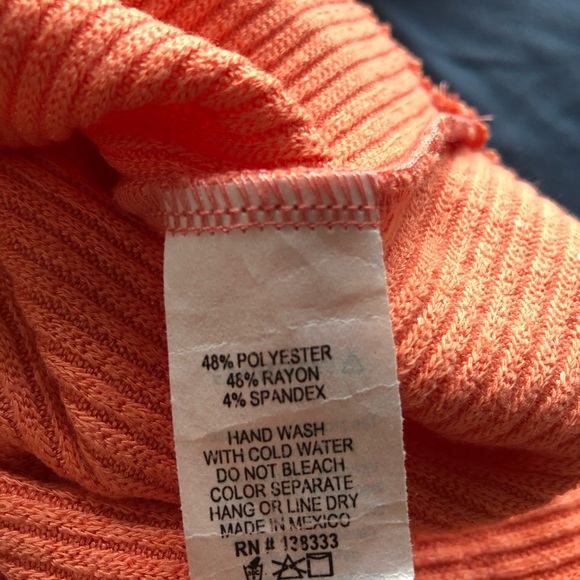 48% POLYESTER
48% RAYON
4% SPANDEX
HAND WASH
WITH COLD WATER
DO NOT BLEACH
COLOR SEPARATE
HANG OR LINE DRY
MADE IN MEXICO
RN # 138333